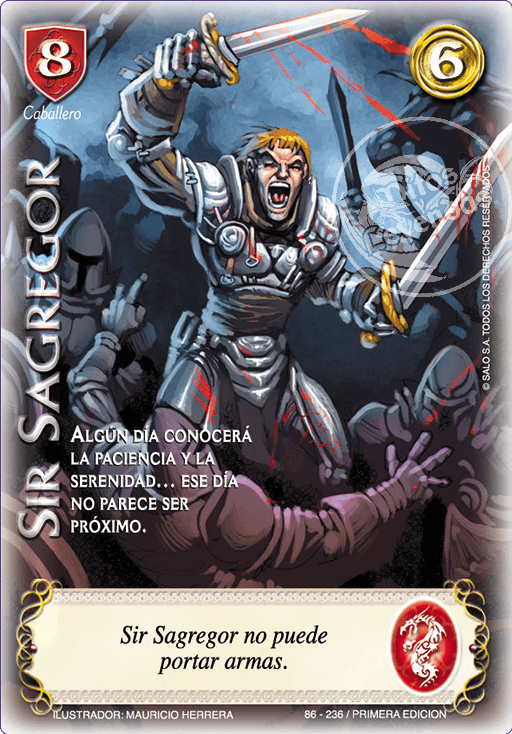 8
6
Caballero
SIR SAGREGOR
ALGÚN DÍA CONOCERÁ
LA PACIENCIA Y LA
SERENIDAD... ESE DÍA
NO PARECE SER
PRÓXIMO.
© SALO S.A. TODOS LOS DERECHOS RESERVADOS
Sir Sagregor no puede
portar armas.
ILUSTRADOR: MAURICIO HERRERA
86 - 236 / PRIMERA EDICION